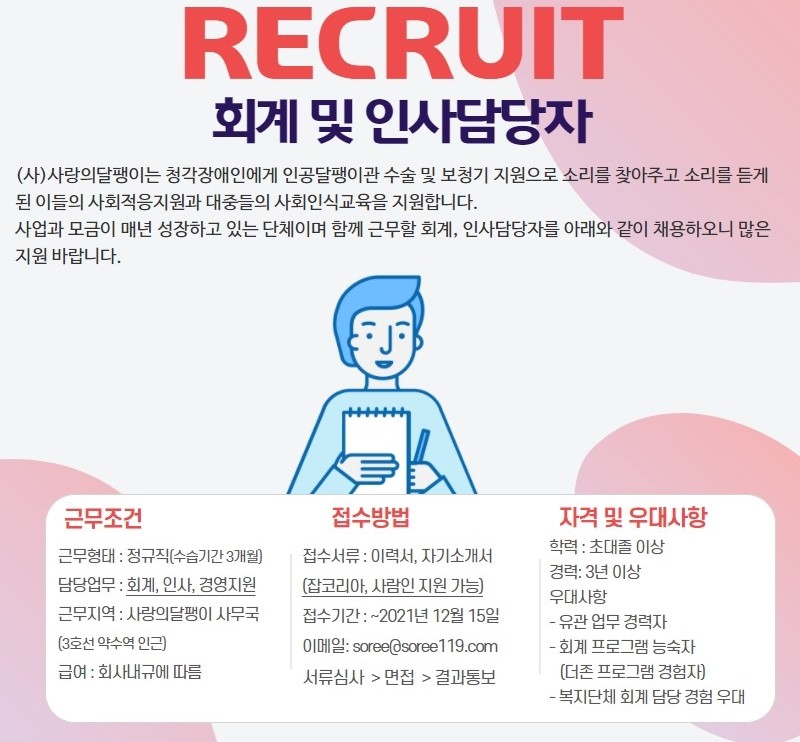 RECRUIT
회계 및 인사담당자
(사)사랑의달팽이는 청각장애인에게 인공달팽이관 수술 및 보청기 지원으로 소리를 찾아주고 소리를 듣게
된 이들의 사회적응지원과 대중들의 사회인식교육을 지원합니다.
사업과 모금이 매년 성장하고 있는 단체이며 함께 근무할 회계, 인사담당자를 아래와 같이 채용하오니 많은
지원 바랍니다.
근무조건
근무형태 : 정규직(수습기간 3개월)
담당업무 : 회계, 인사, 경영지원
근무지역 : 사랑의달팽이 사무국
(3호선 약수역 인근)
급여 : 회사내규에 따름
접수방법
접수서류 : 이력서, 자기소개서
(잡코리아, 사람인 지원 가능)
접수기간 : ~2021년 12월 15일
이메일: soree@soree119.com
서류심사 > 면접 > 결과통보
자격 및 우대사항
학력 : 초대졸 이상
경력: 3년 이상
우대사항
- 유관 업무 경력자
- 회계 프로그램 능숙자
(더존 프로그램 경험자)
- 복지단체 회계 담당 경험 우대